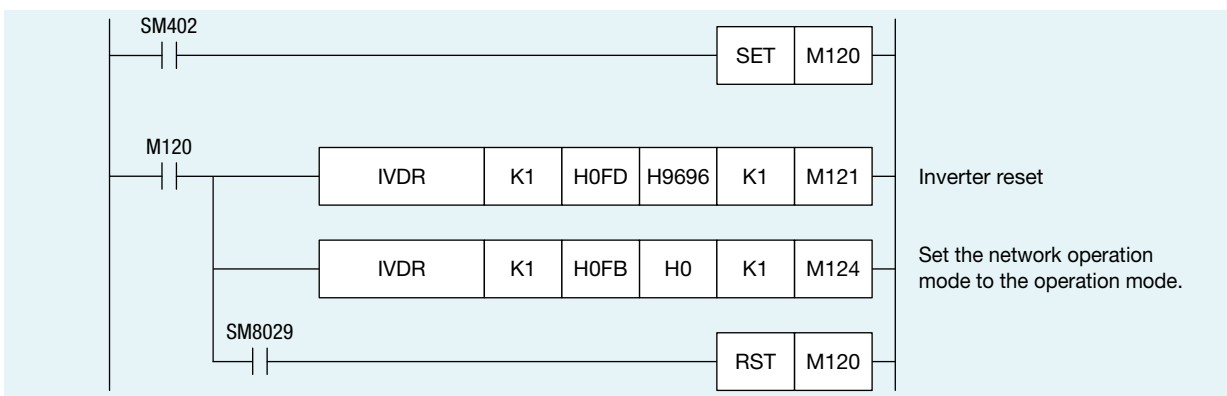 SM402
SET M120
M120
IVDR K1 H0FD H9696 K1 M121 Inverter reset
IVDR K1 H0FB H0 K1 M124 Set the network operation
mode to the operation mode.
SM8029
RST M120